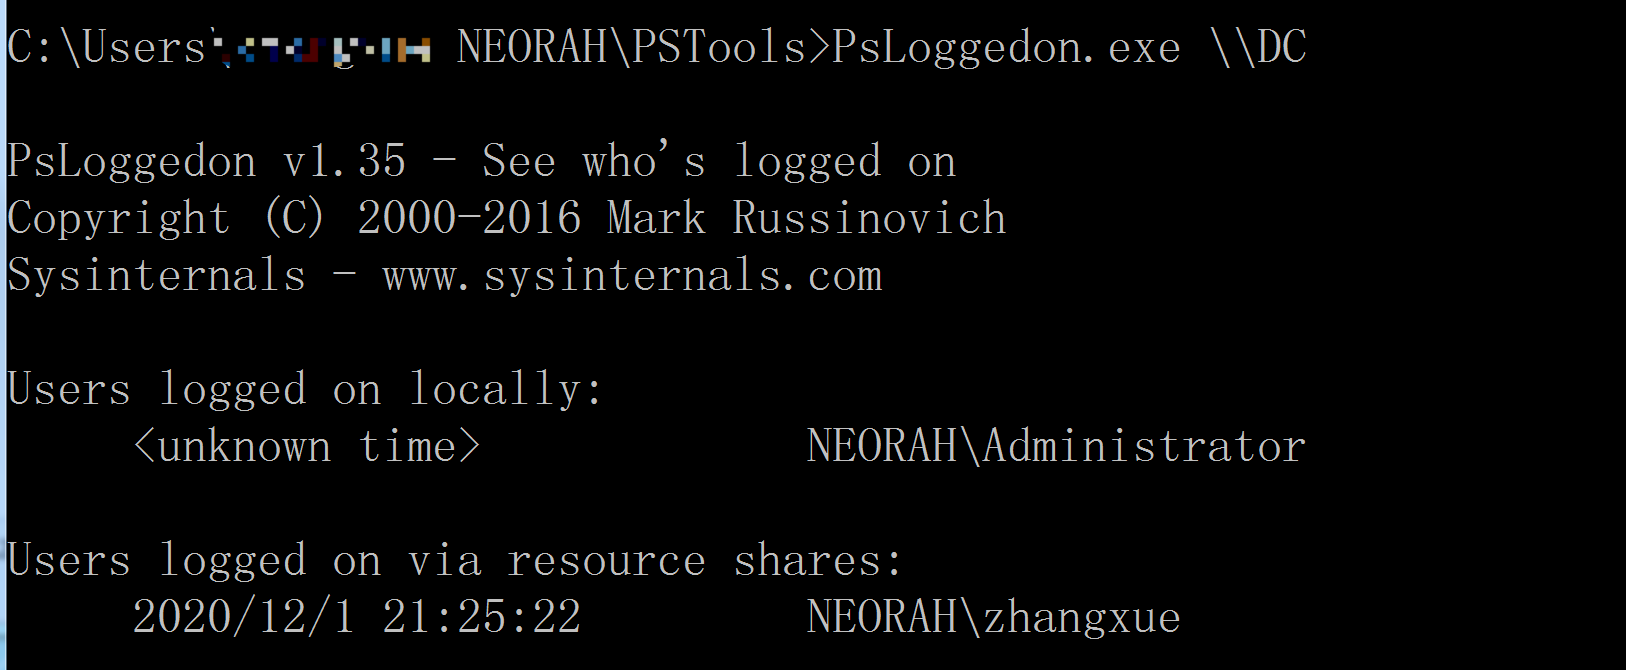 C:\Users\ NEORAH\PSTools>PsLoggedon.exe \\DC
PsLoggedon v1.35 - See who's logged on
Copyright (C) 2000-2016 Mark Russinovich
Sysinternals - www.sysinternals.com
Users logged on locally:
<unknown time> NEORAH\Administrator
Users logged on via resource shares:
2020/12/1 21:25:22 NEORAH\zhangxue